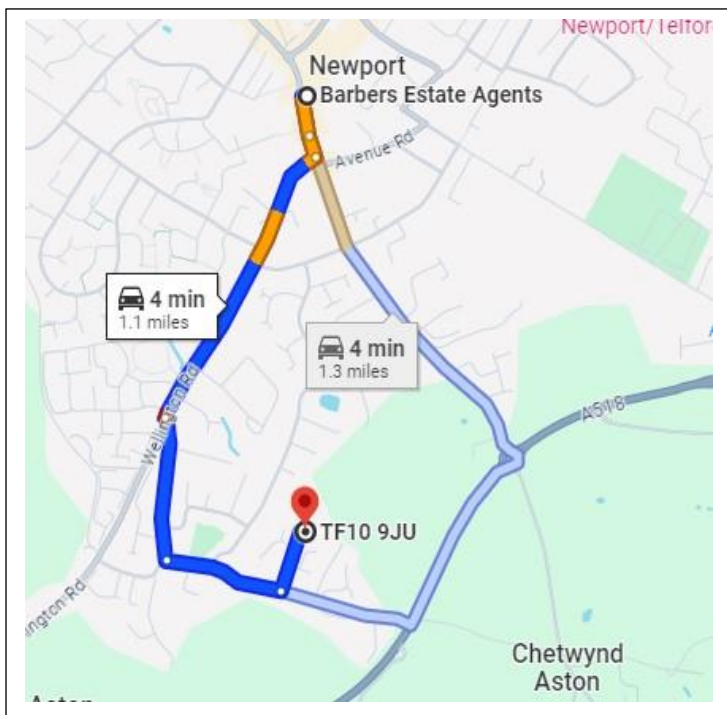 Newport/Telfor
Newport
Barbers Estate Agents
Avenue Rd
4 min
1.1 miles
4 min
1.3 miles
Wellington Rd
A518
TF10 9JU
ington Rd
Chetwynd
Aston
Aston